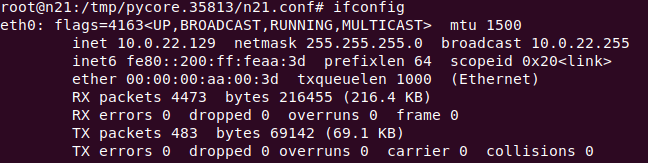 root@n21:/tmp/pycore.35813/n21.conf# ifconfig
eth0: flags=4163<UP,BROADCAST,RUNNING,MULTICAST>  mtu 1500
        inet 10.0.22.129  netmask 255.255.255.0  broadcast 10.0.22.255
        inet6 fe80::200:ff:feaa:3d  prefixlen 64  scopeid 0x20<link>
        ether 00:00:00:aa:00:3d  txqueuelen 1000  (Ethernet)
        RX packets 4473  bytes 216455 (216.4 KB)
        RX errors 0  dropped 0  overruns 0  frame 0
        TX packets 483  bytes 69142 (69.1 KB)
        TX errors 0  dropped 0 overruns 0  carrier 0  collisions 0